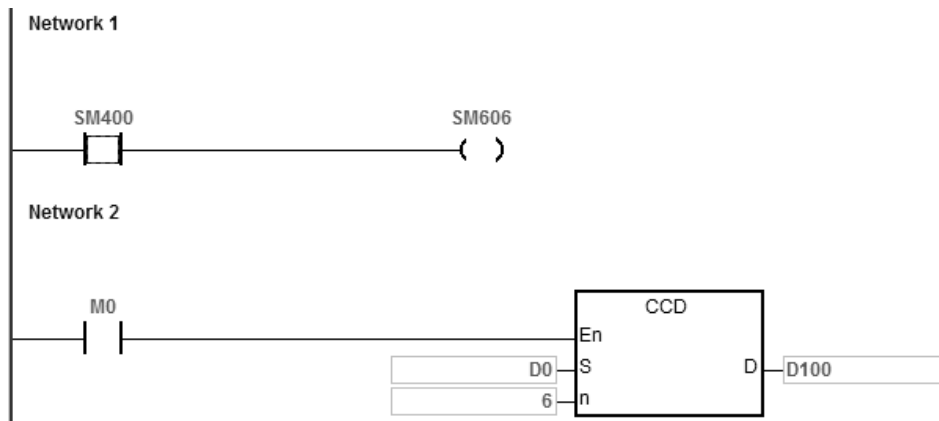 Network 1
SM400
SM606
Network 2
M0
CCD
En
D0
S
D
D100
6
n